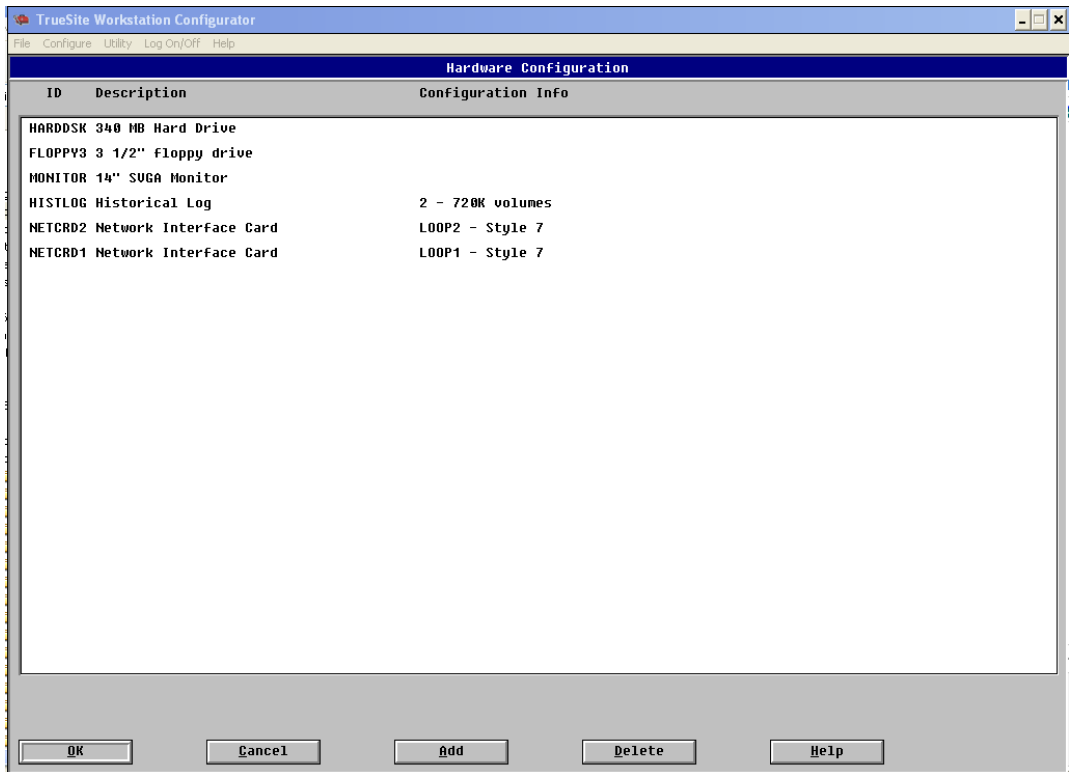 TrueSite Workstation Configurator
File Configure Utility Log On/Off Help
Hardware Configuration
ID Description Configuration Info
HARDDSK 340 MB Hard Drive
FLOPPY3 3 1/2" floppy drive
MONITOR 14" SVGA Monitor
HISTLOG Historical Log 2 - 720K volumes
NETCRD2 Network Interface Card LOOP2 - Style 7
NETCRD1 Network Interface Card LOOP1 - Style 7
OK Cancel Add Delete Help